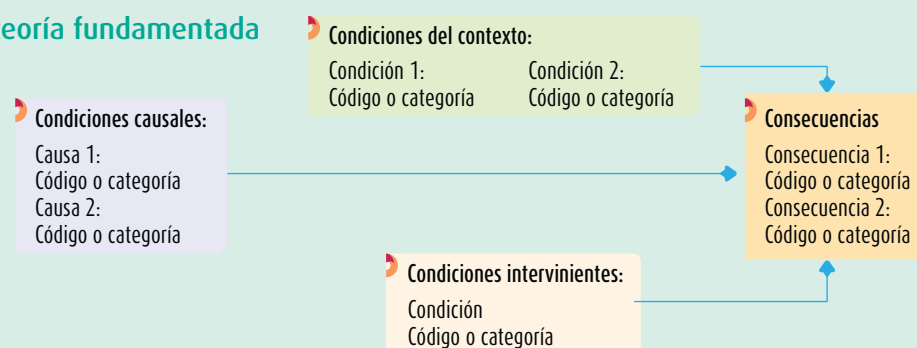 teoría fundamentada
Condiciones del contexto:
Condición 1:
Código o categoría
Condición 2:
Código o categoría
Condiciones causales:
Causa 1:
Código o categoría
Causa 2:
Código o categoría
Consecuencias
Consecuencia 1:
Código o categoría
Consecuencia 2:
Código o categoría
Condiciones intervinientes:
Condición
Código o categoría